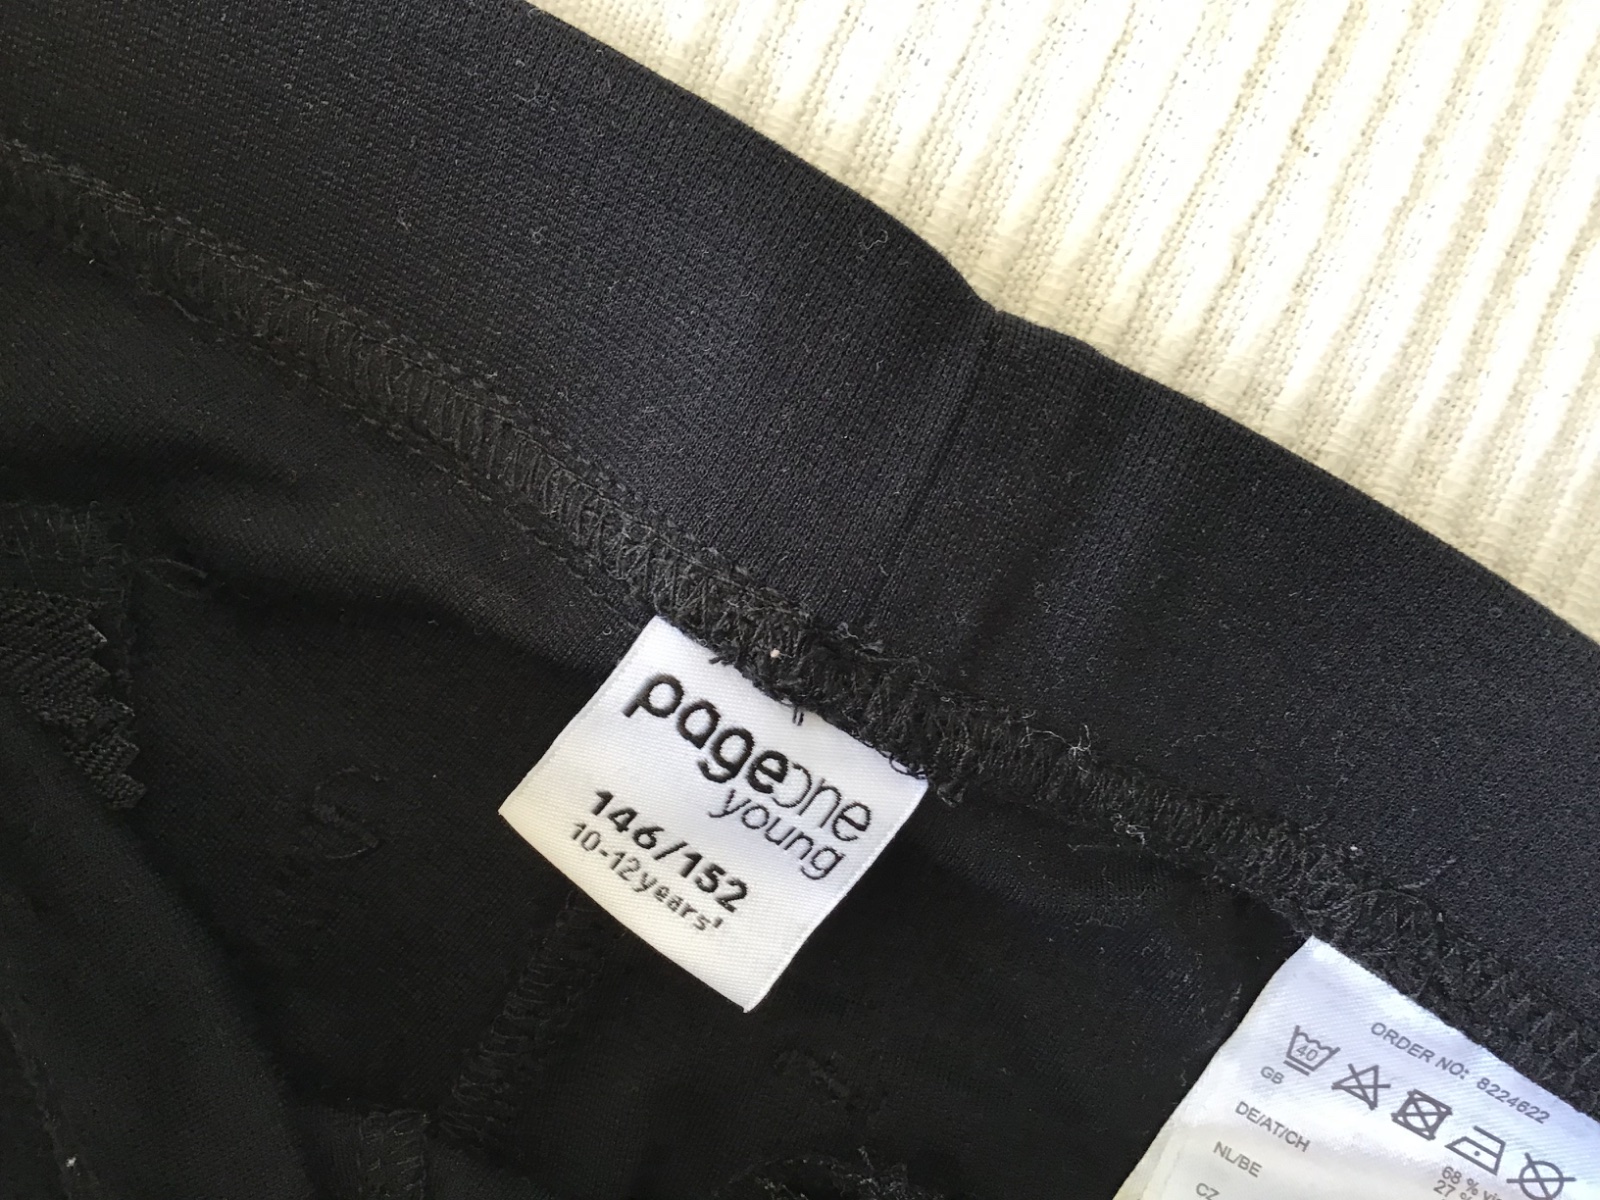 pageone
young
146/152
10-12years'
ORDER NO: 8224622
40
GB
DE/AT/CH
NL/BE
CZ
68 %
27